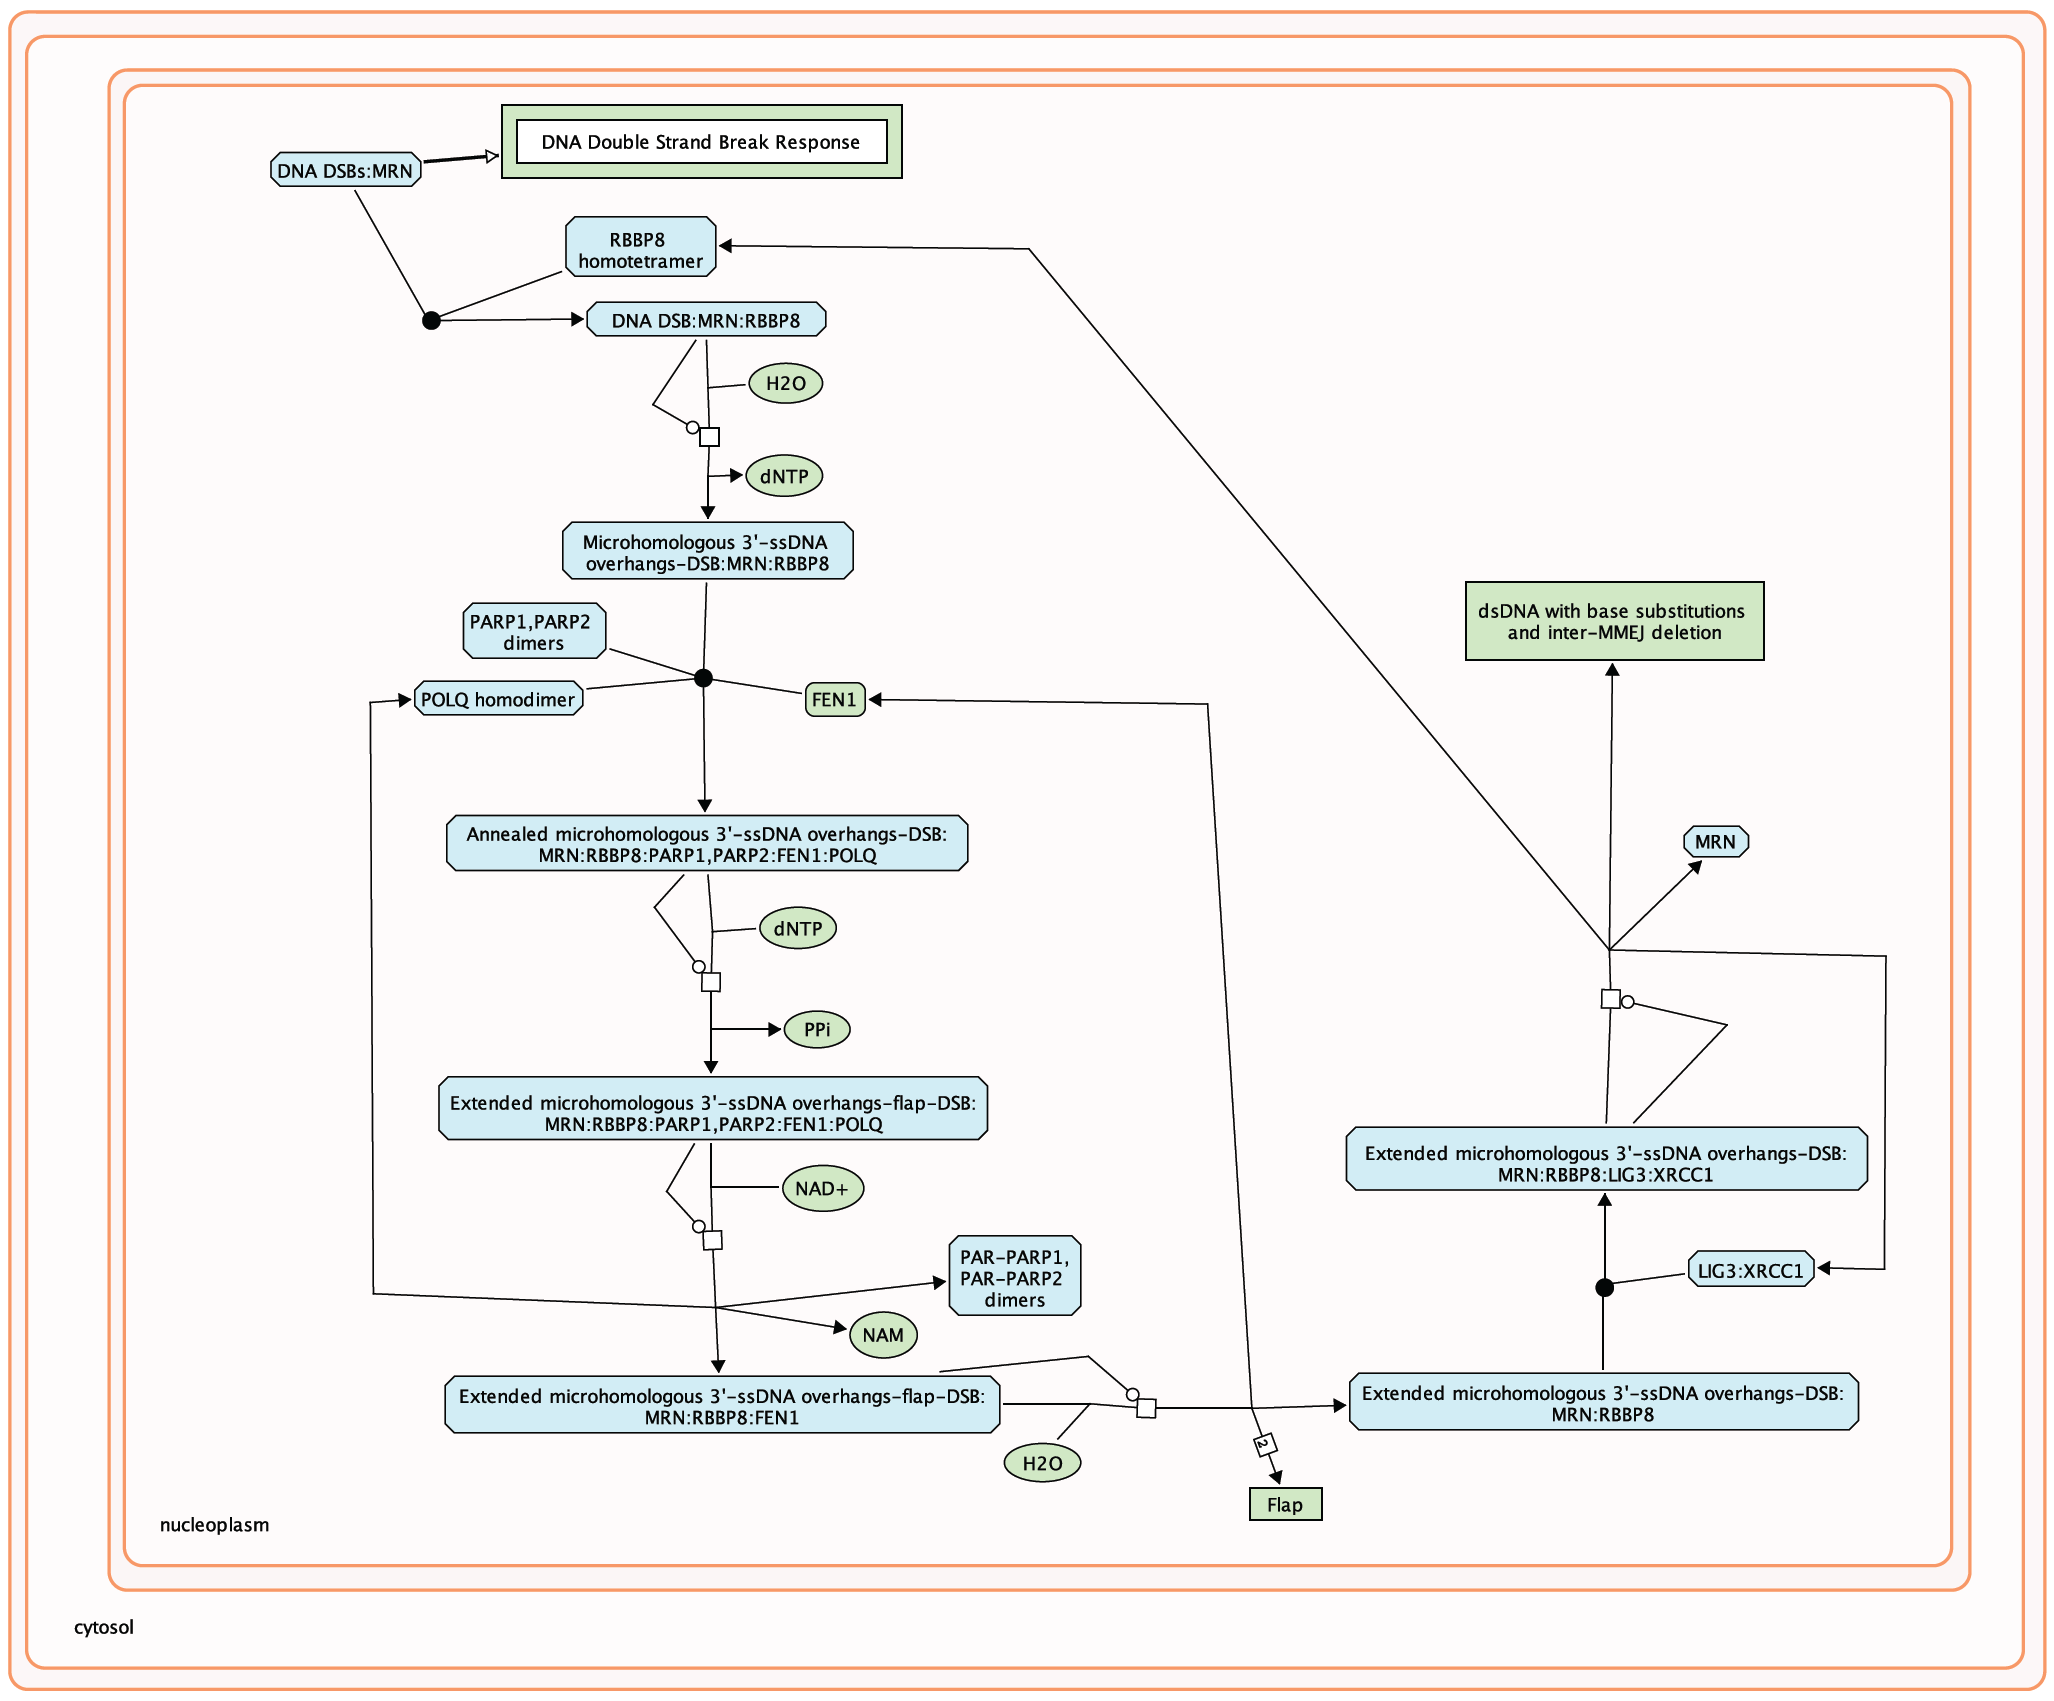 DNA Double Strand Break Response
DNA DSBs:MRN
RBBP8
homotetramer
DNA DSB:MRN:RBBP8
H2O
dNTP
Microhomologous 3'-ssDNA
overhangs-DSB:MRN:RBBP8
PARP1,PARP2
dimers
POLQ homodimer
FEN1
dsDNA with base substitutions
and inter-MMEJ deletion
Annealed microhomologous 3'-ssDNA overhangs-DSB:
MRN:RBBP8:PARP1,PARP2:FEN1:POLQ
MRN
dNTP
PPi
Extended microhomologous 3'-ssDNA overhangs-flap-DSB:
MRN:RBBP8:PARP1,PARP2:FEN1:POLQ
NAD+
Extended microhomologous 3'-ssDNA overhangs-DSB:
MRN:RBBP8:LIG3:XRCC1
PAR-PARP1,
PAR-PARP2
dimers
LIG3:XRCC1
NAM
Extended microhomologous 3'-ssDNA overhangs-flap-DSB:
MRN:RBBP8:FEN1
Extended microhomologous 3'-ssDNA overhangs-DSB:
MRN:RBBP8
2
H2O
Flap
nucleoplasm
cytosol